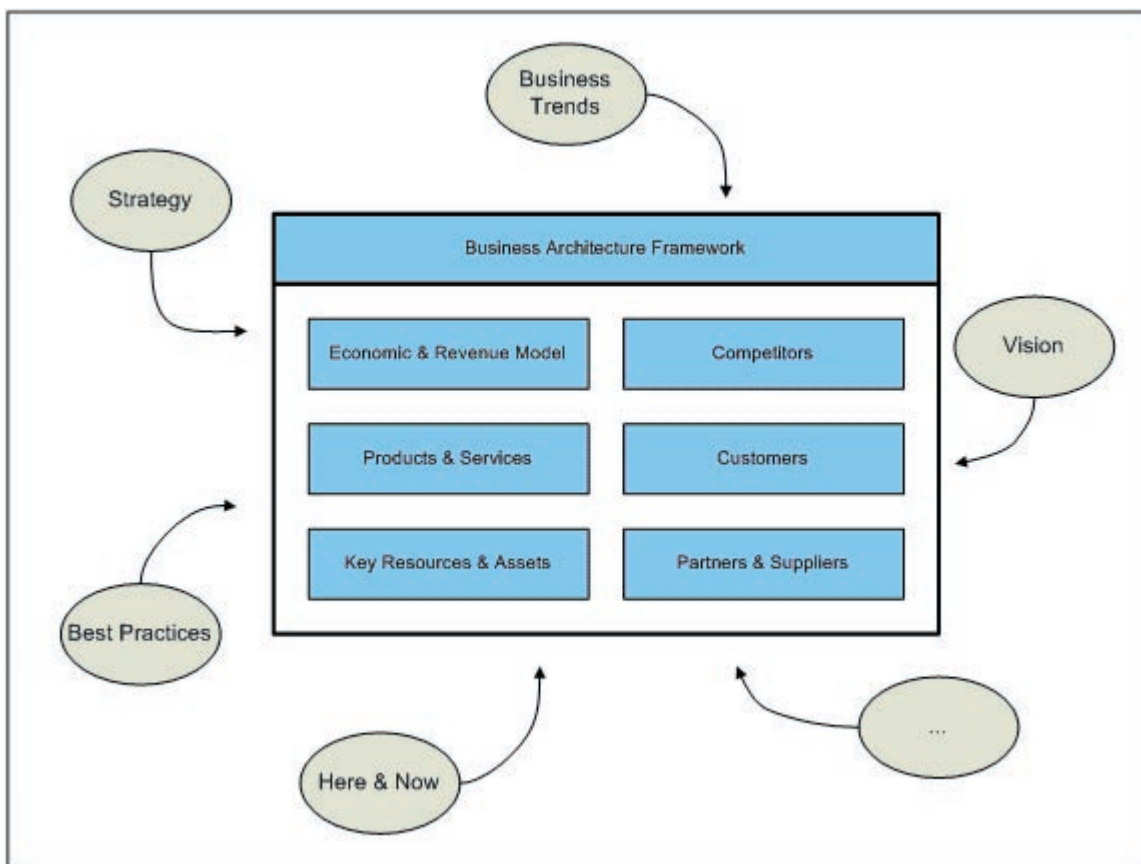 Business
Trends
Strategy
Business Architecture Framework
Economic & Revenue Model
Competitors
Vision
Products & Services
Customers
Key Resources & Assets
Partners & Suppliers
Best Practices
...
Here & Now